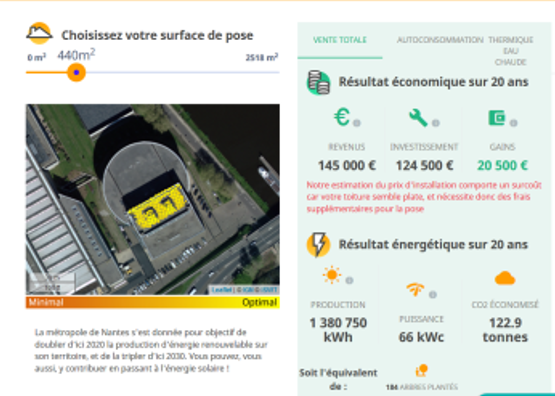 Choisissez votre surface de pose
0 m² 440m² 2518 m²
Minimal Optimal
La métropole de Nantes s'est donnée pour objectif de
doubler d'ici 2020 la production d'énergie renouvelable sur
son territoire, et de la tripler d'ici 2030. Vous pouvez, vous
aussi, y contribuer en passant à l'énergie solaire !
VENTE TOTALE AUTOCONSOMMATION THERMIQUE
EAU
CHAUDE
Résultat économique sur 20 ans
REVENUS INVESTISSEMENT GAINS
145 000 € 124 500 € 20 500 €
Notre estimation du prix d'installation comporte un surcoût
car votre toiture semble plate, et nécessite donc des frais
supplémentaires pour la pose
Résultat énergétique sur 20 ans
PRODUCTION PUISSANCE CO2 ÉCONOMISÉ
1 380 750
kWh
66 kWc
122.9
tonnes
Soit l'équivalent
de :
184 ARBRES PLANTÉS